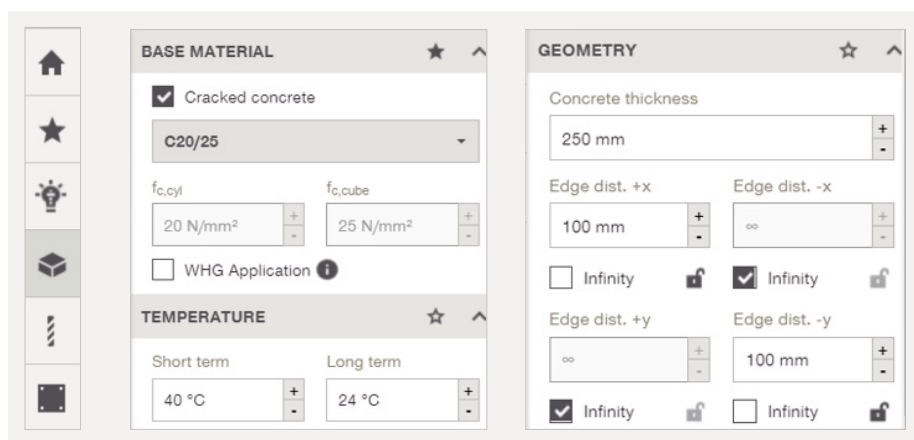 BASE MATERIAL
Cracked concrete
C20/25
fc,cyl fc,cube
20 N/mm² + - 25 N/mm² + -
WHG Application i
TEMPERATURE
Short term Long term
40 °C + - 24 °C + -
GEOMETRY
Concrete thickness
250 mm + -
Edge dist. +x Edge dist. -x
100 mm + - ∞ + -
Infinity Infinity
Edge dist. +y Edge dist. -y
∞ + - 100 mm + -
Infinity Infinity